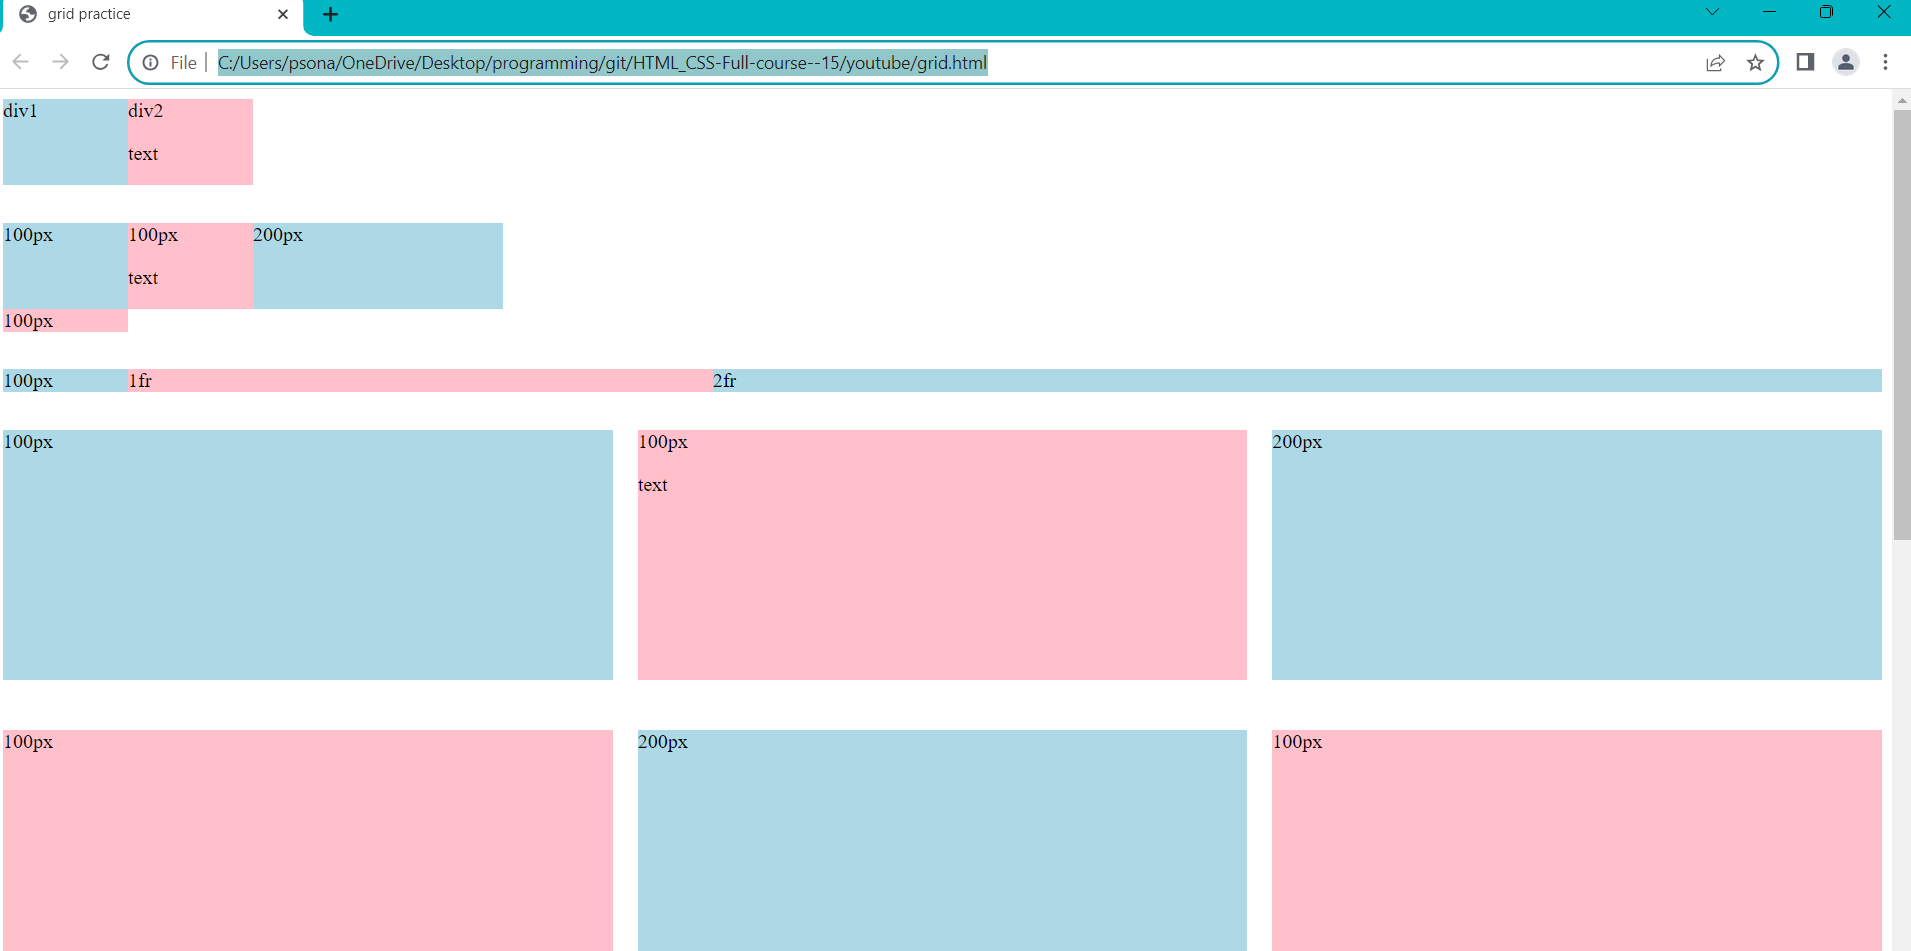 grid practice
File C:/Users/psona/OneDrive/Desktop/programming/git/HTML_CSS-Full-course--15/youtube/grid.html
div1 div2
text
100px 100px 200px
text
100px
100px 1fr 2fr
100px 100px 200px
text
100px 200px 100px